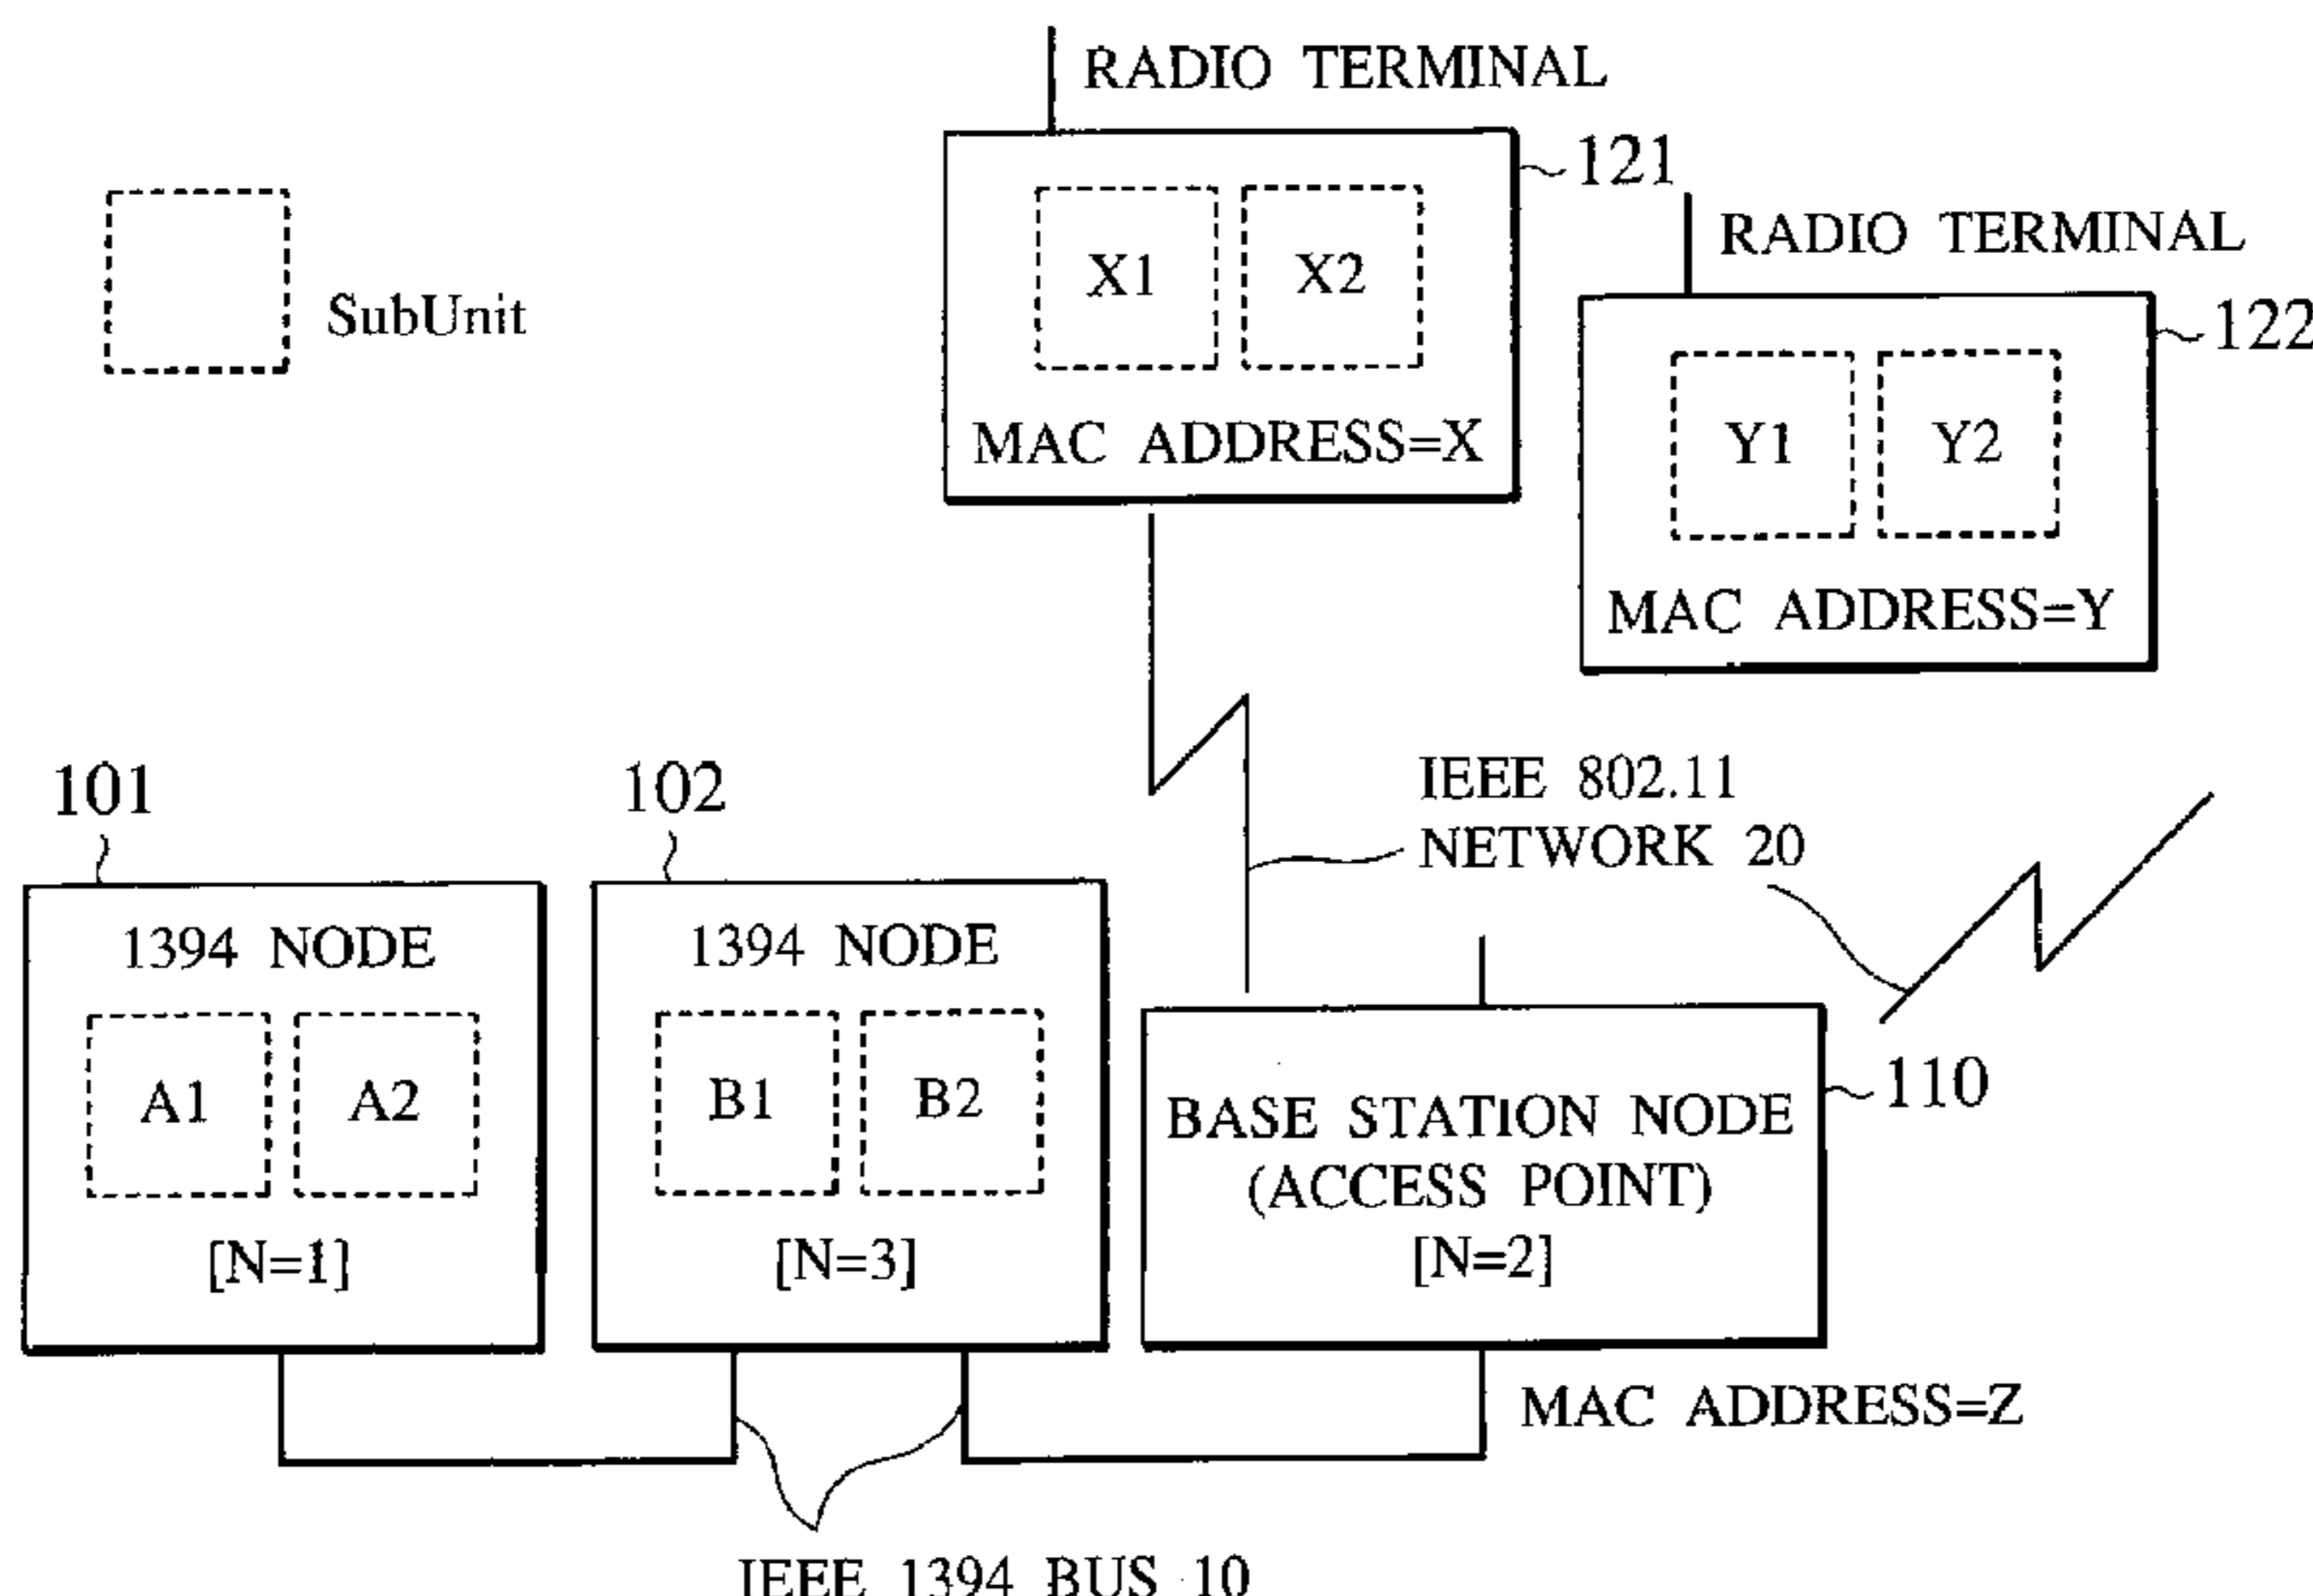 RADIO TERMINAL
121
X1 X2
MAC ADDRESS=X
RADIO TERMINAL
122
Y1 Y2
MAC ADDRESS=Y
SubUnit
IEEE 802.11
NETWORK 20
101
1394 NODE
A1 A2
[N=1]
102
1394 NODE
B1 B2
[N=3]
110
BASE STATION NODE
(ACCESS POINT)
[N=2]
MAC ADDRESS=Z
IEEE 1394 BUS 10